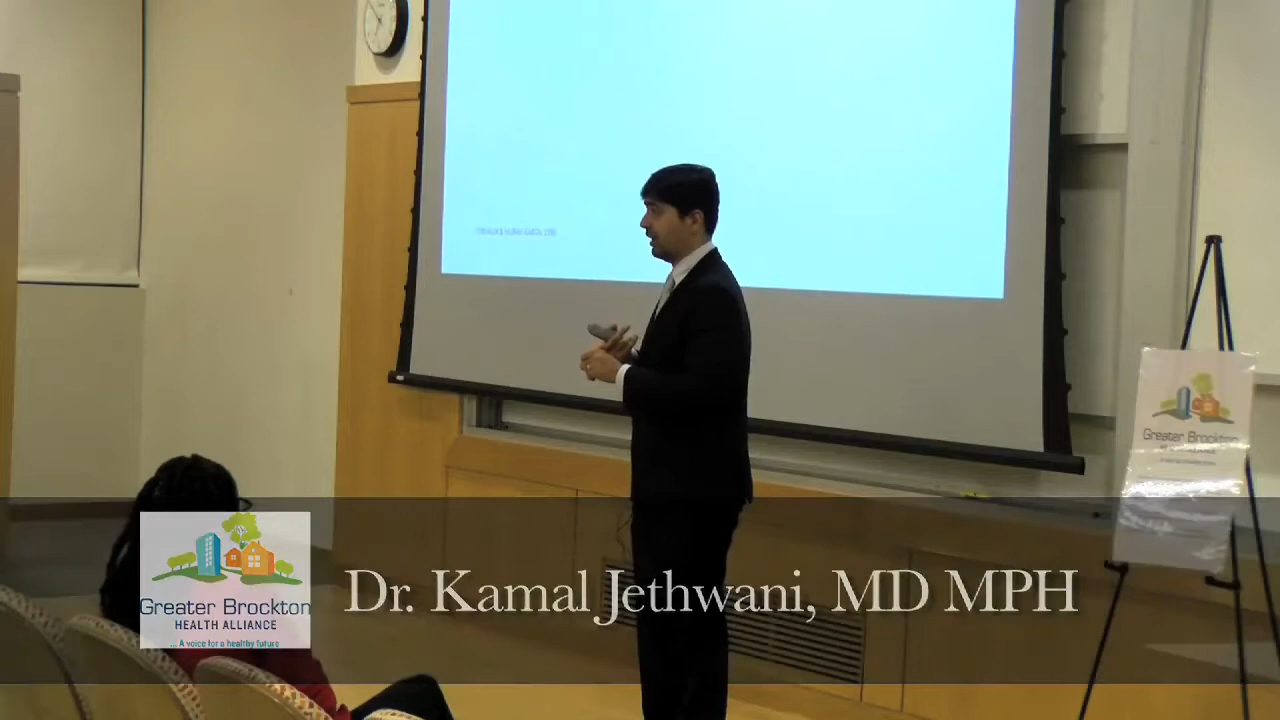 Greater Brockton
Dr. Kamal Jethwani, MD MPH
Greater Brockton
HEALTH ALLIANCE
... A voice for a healthy future